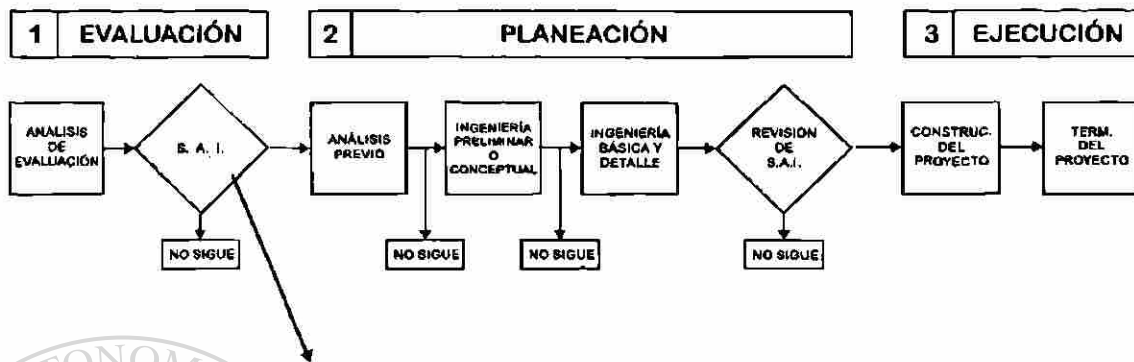 1 EVALUACIÓN
2 PLANEACIÓN
3 EJECUCIÓN
ANÁLISIS
DE
EVALUACIÓN
S. A. I.
NO SIGUE
ANÁLISIS
PREVIO
NO SIGUE
INGENIERÍA
PRELIMINAR
O
CONCEPTUAL
NO SIGUE
INGENIERÍA
BÁSICA Y
DETALLE
REVISION
DE
S.A.I.
NO SIGUE
CONSTRUC.
DEL
PROYECTO
TERM.
DEL
PROYECTO